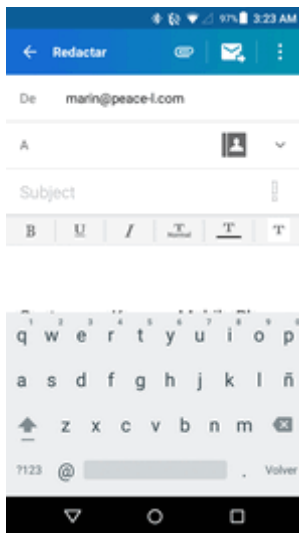 97% 3:23 AM
Redactar
De marin@peace-l.com
A
Subject
B U I T Normal T T
1 2 3 4 5 6 7 8 9 0
q w e r t y u i o p
a s d f g h j k l ñ
z x c v b n m
?123 @ . Volver